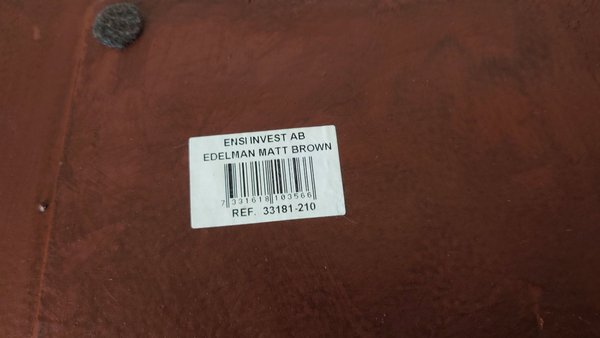 ENSI INVEST AB
EDELMAN MATT BROWN
7 331618 103566
REF. 33181-210